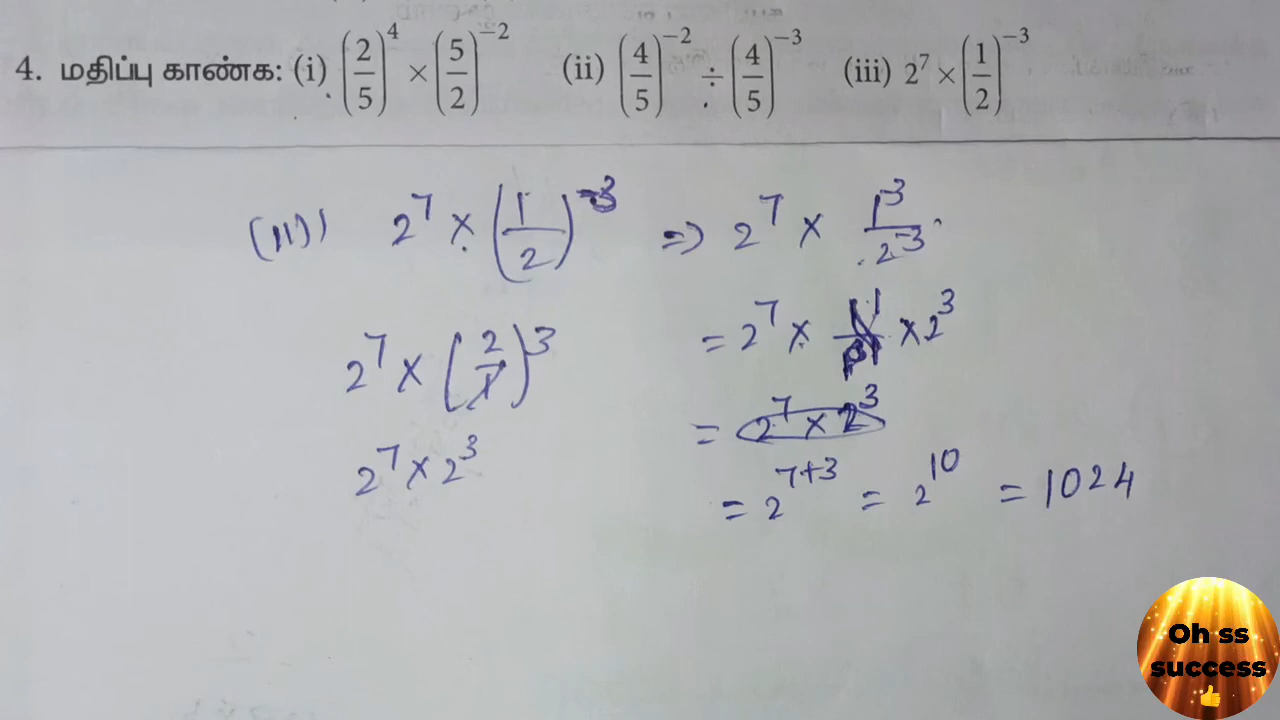 4. மதிப்பு காண்க: (i) (2/5)^4 × (5/2)^-2 (ii) (4/5)^-2 ÷ (4/5)^-3 (iii) 2^7 × (1/2)^-3
(iii) 2^7 × (1/2)^-3 => 2^7 × 1^-3/2^-3
= 2^7 × 1/1 × 2^3
2^7 × (2/1)^3
= 2^7 × 2^3
2^7 × 2^3
= 2^7+3 = 2^10 = 1024
Oh ss
success